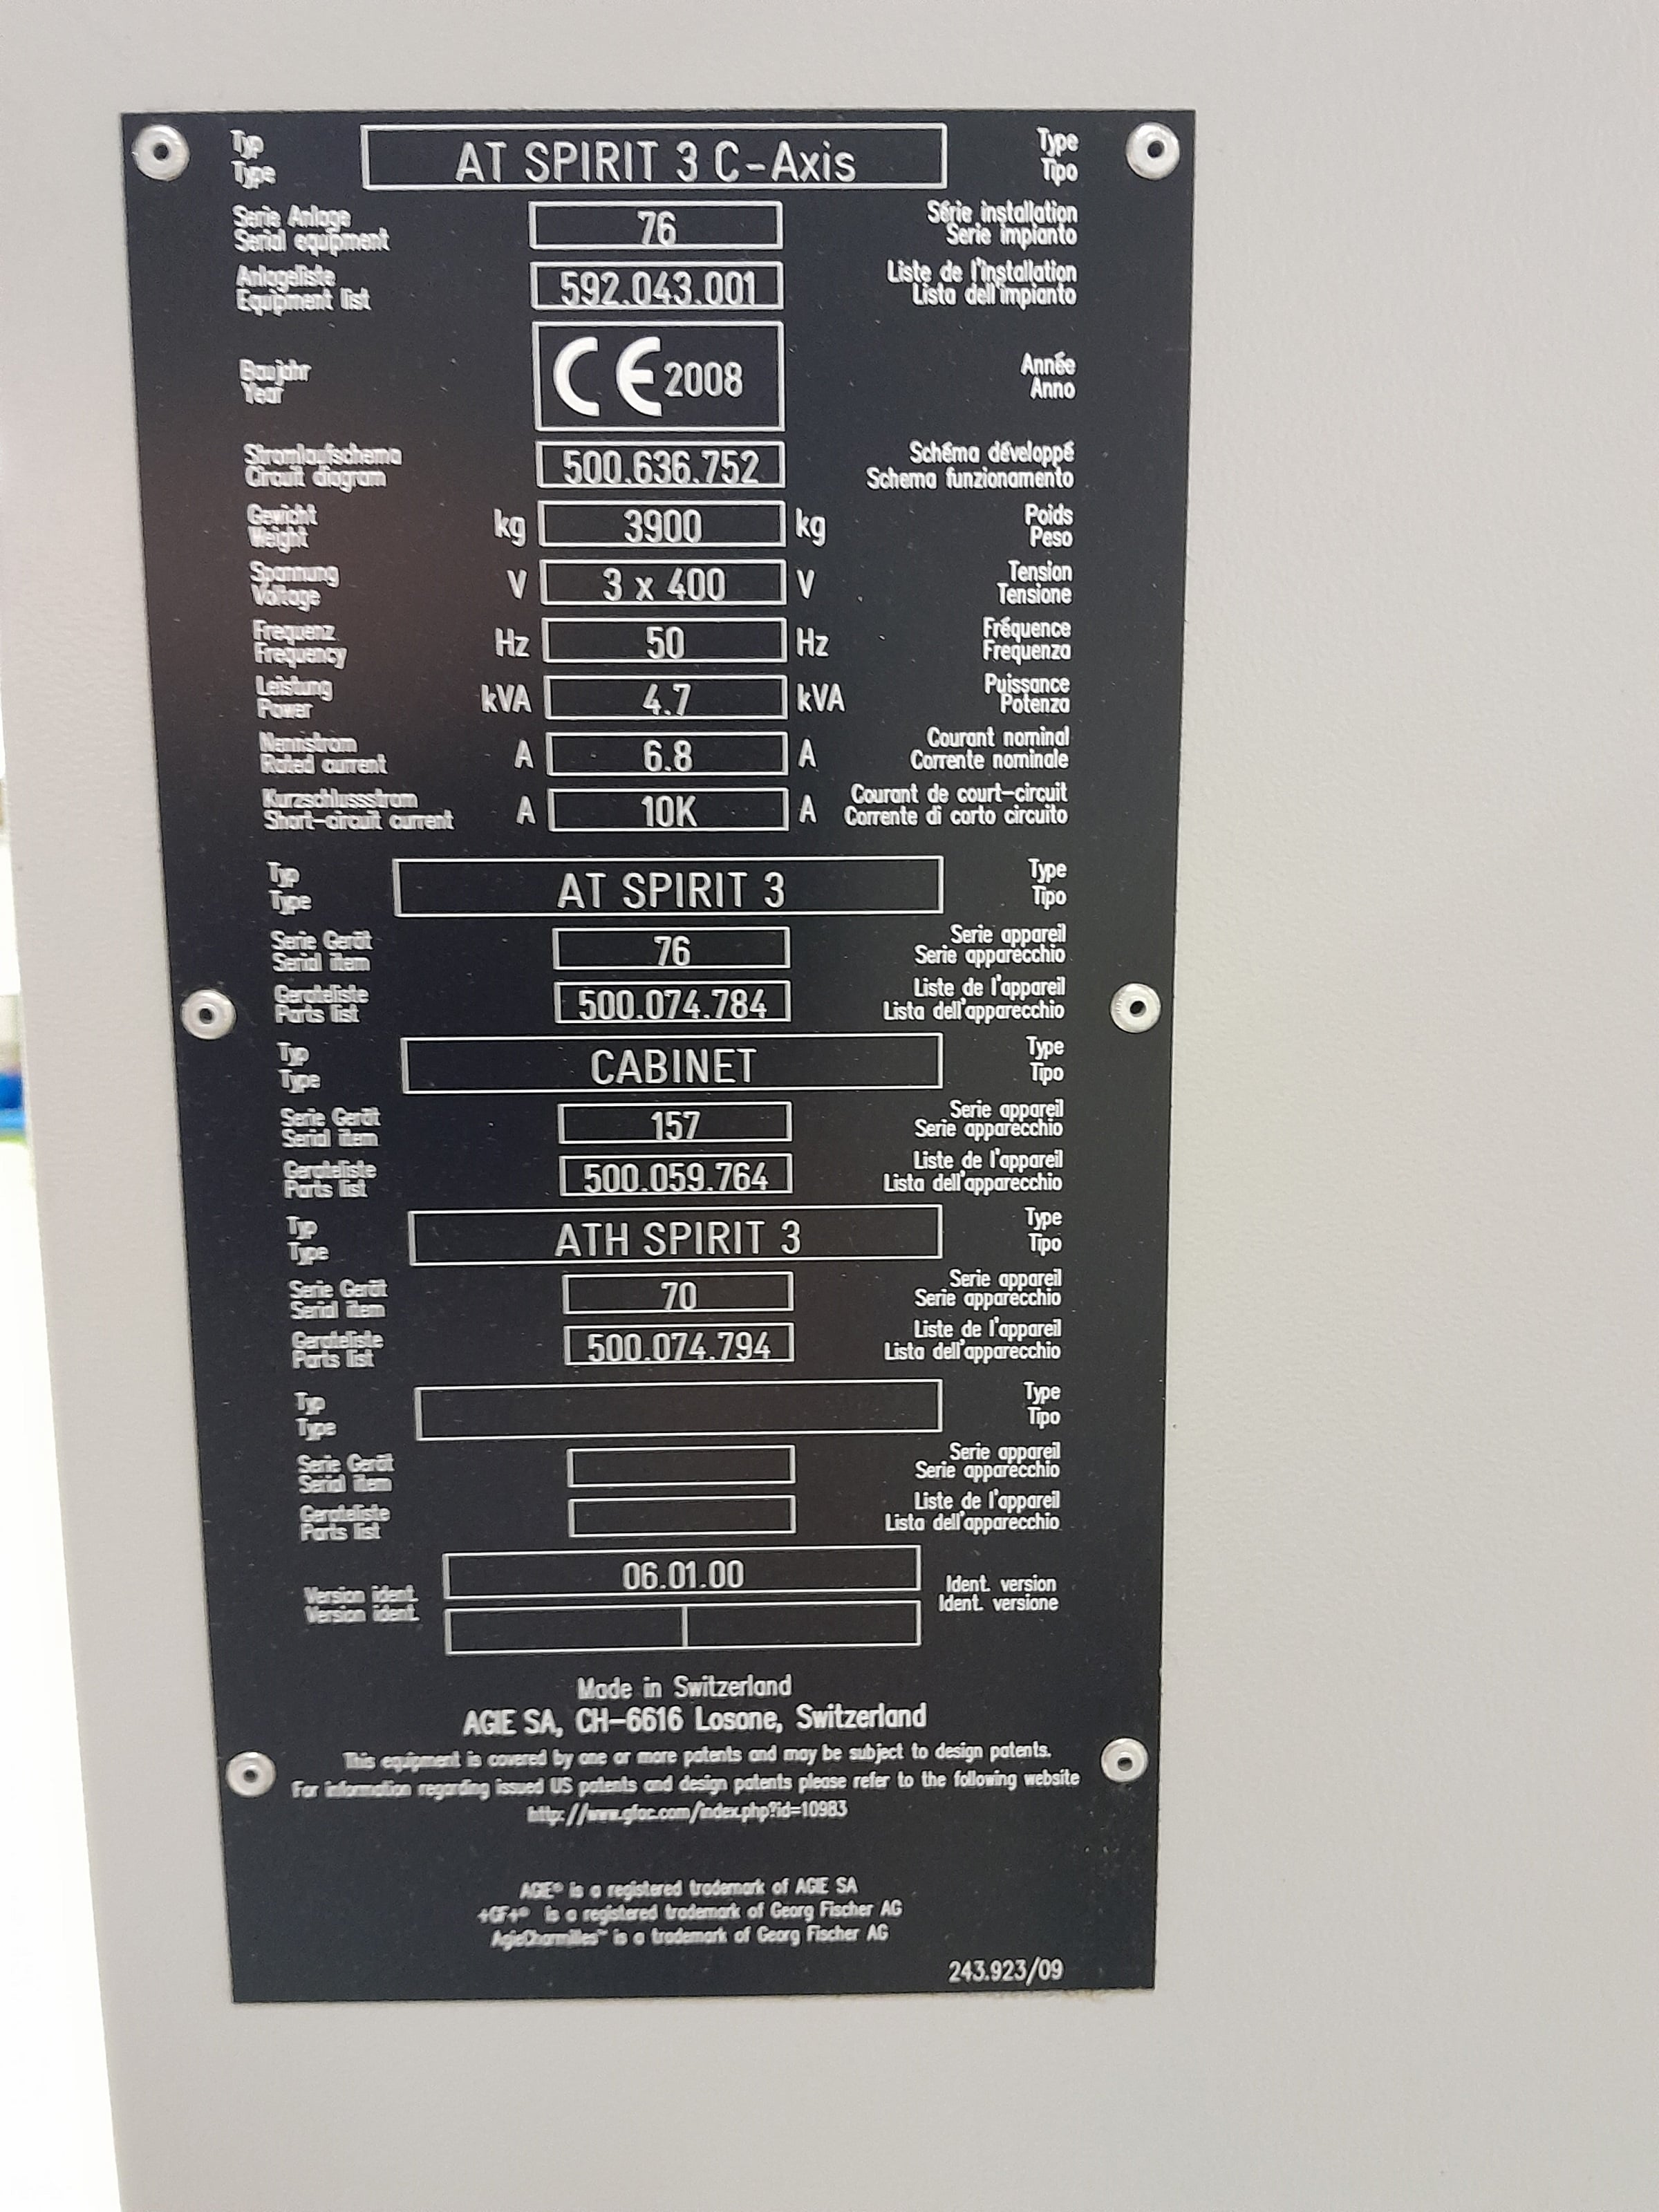 Typ AT SPIRIT 3 C-Axis Type
Type Tipo
Serie Anlage 76 Série installation
Serial equipment Serie impianto
Anlageliste 592.043.001 Liste de l'installation
Equipment list Lista dell'impianto
Baujahr CE 2008 Année
Year Anno
Stromlaufschema 500.636.752 Schéma développé
Circuit diagram Schema funzionamento
Gewicht kg 3900 kg Poids
Weight Peso
Spannung V 3 x 400 V Tension
Voltage Tensione
Frequenz Hz 50 Hz Fréquence
Frequency Frequenza
Leistung kVA 4.7 kVA Puissance
Power Potenza
Nennstrom A 6.8 A Courant nominal
Rated current Corrente nominale
Kurzschlussstrom A 10K A Courant de court-circuit
Short-circuit current Corrente di corto circuito
Typ AT SPIRIT 3 Type
Type Tipo
Serie Gerät 76 Serie appareil
Serial item Serie apparecchio
Geräteliste 500.074.784 Liste de l'appareil
Parts list Lista dell'apparecchio
Typ CABINET Type
Type Tipo
Serie Gerät 157 Serie appareil
Serial item Serie apparecchio
Geräteliste 500.059.764 Liste de l'appareil
Parts list Lista dell'apparecchio
Typ ATH SPIRIT 3 Type
Type Tipo
Serie Gerät 70 Serie appareil
Serial item Serie apparecchio
Geräteliste 500.074.794 Liste de l'appareil
Parts list Lista dell'apparecchio
Typ Type
Type Tipo
Serie Gerät Serie appareil
Serial item Serie apparecchio
Geräteliste Liste de l'appareil
Parts list Lista dell'apparecchio
06.01.00
Version ident. Ident. version
Version ident. Ident. versione
Made in Switzerland
AGIE SA, CH-6616 Losone, Switzerland
This equipment is covered by one or more patents and may be subject to design patents.
For information regarding issued US patents and design patents please refer to the following website
http://www.gfac.com/index.php?id=10983
AGIE® is a registered trademark of AGIE SA
+GF+® is a registered trademark of Georg Fischer AG
AgieCharmilles™ is a trademark of Georg Fischer AG
243.923/09